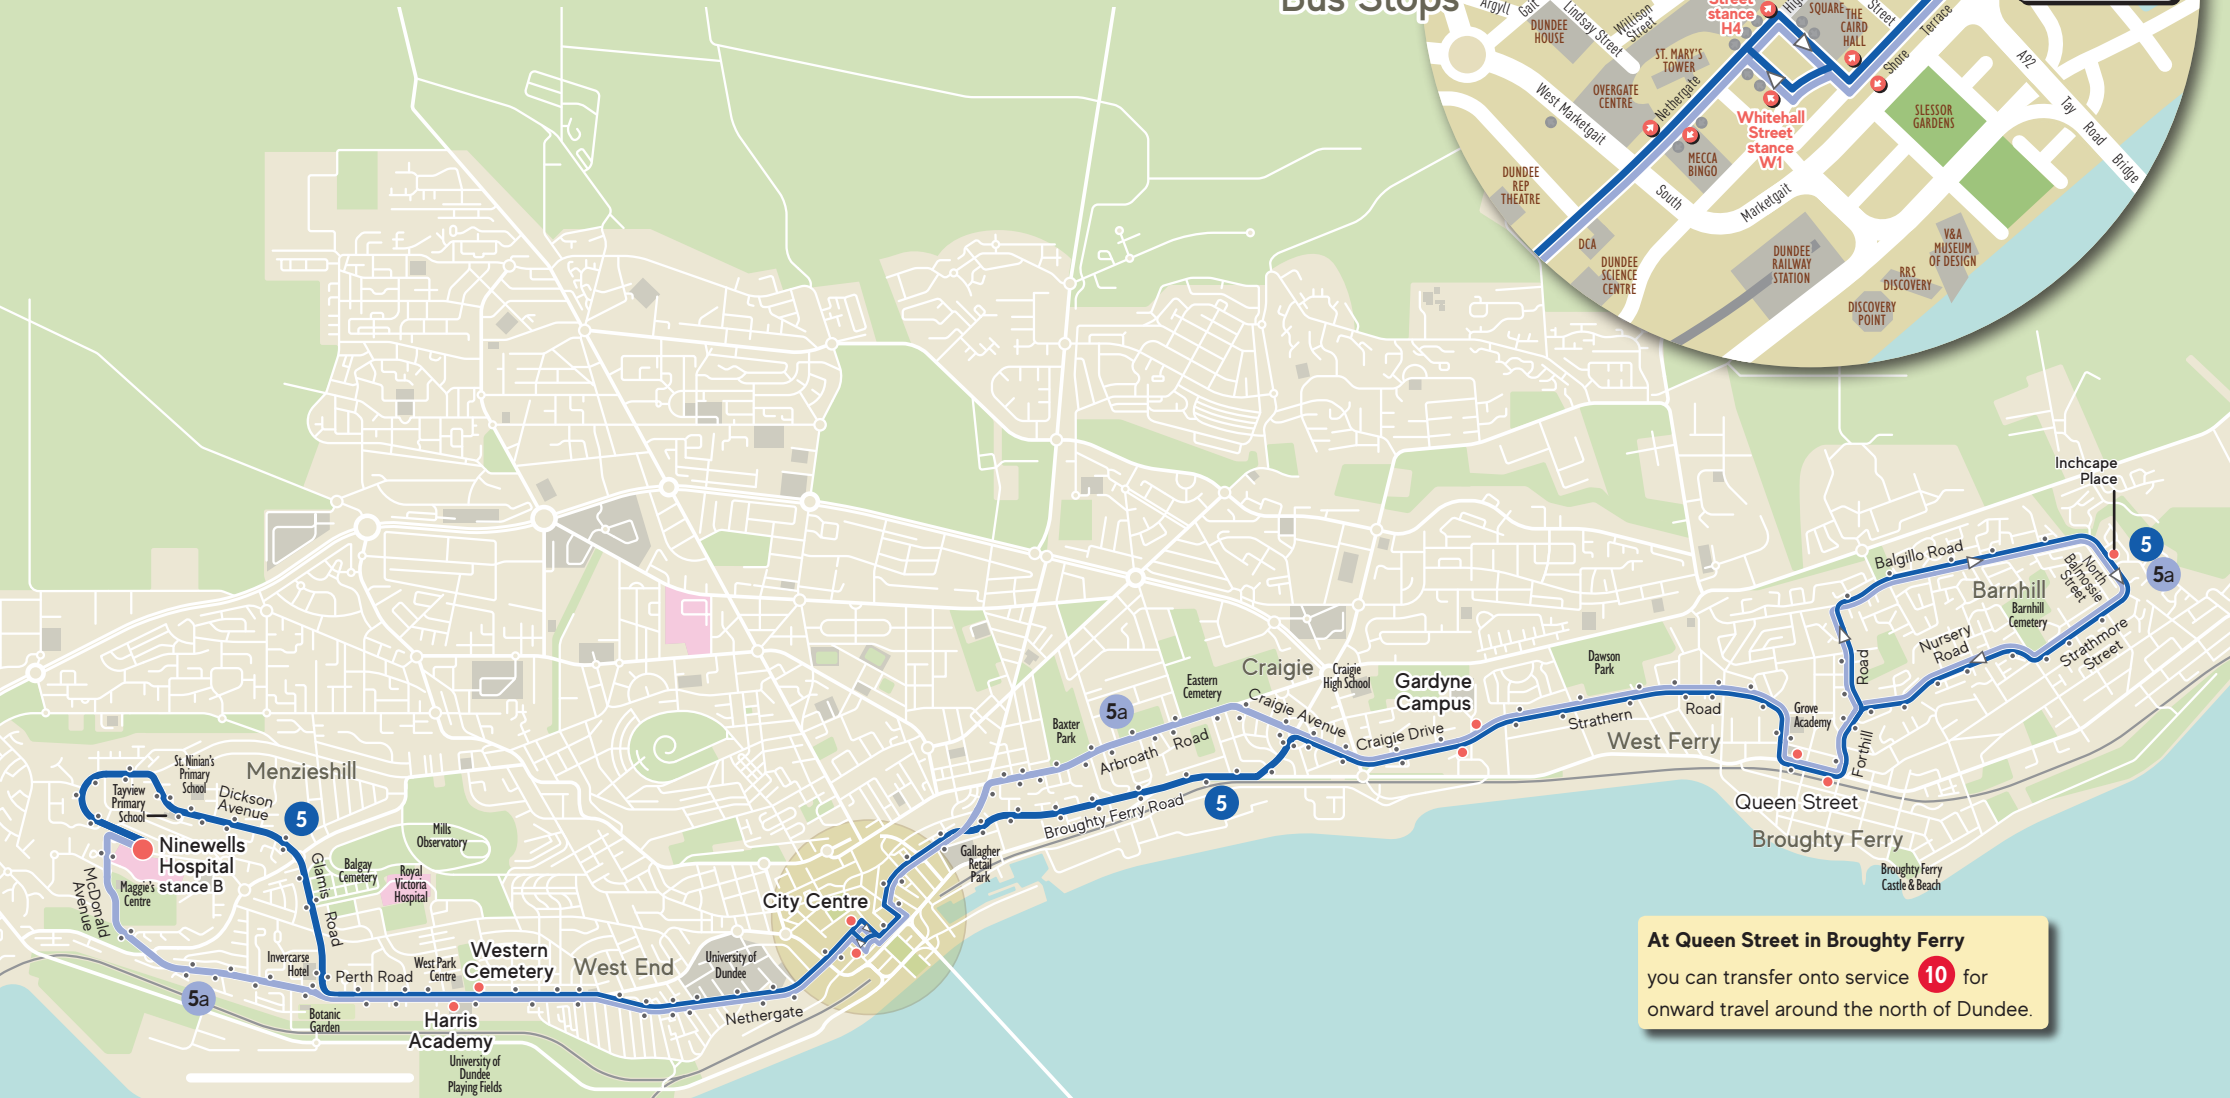 Bus Stops
Argyll
Gait
Lindsay Street
Willison
Street
DUNDEE
HOUSE
ST. MARY'S
TOWER
OVERGATE
CENTRE
Nethergate
Street
stance
H4
SQUARE
THE
CAIRD
HALL
Street
Terrace
Shore
A92
Tay Road Bridge
SLESSOR
GARDENS
West Marketgait
Whitehall
Street
stance
W1
MECCA
BINGO
DUNDEE
REP
THEATRE
South
Marketgait
DCA
DUNDEE
SCIENCE
CENTRE
DUNDEE
RAILWAY
STATION
V&A
MUSEUM
OF DESIGN
RRS
DISCOVERY
DISCOVERY
POINT
Inchcape
Place
5
5a
Balgillo Road
North
Balmossie
Street
Barnhill
Barnhill
Cemetery
Nursery
Road
Strathmore
Street
Road
Forthill
Grove
Academy
Dawson
Park
Strathern
Road
West Ferry
Queen Street
Broughty Ferry
Broughty Ferry
Castle & Beach
Craigie
Craigie
High School
Gardyne
Campus
Eastern
Cemetery
Craigie Avenue
Craigie Drive
5a
Baxter
Park
Arbroath
Road
5
Broughty Ferry Road
Gallagher
Retail
Park
City Centre
St. Ninian's
Primary
School
Menzieshill
Tayview
Primary
School
Dickson
Avenue
5
Ninewells
Hospital
stance B
Maggie's
Centre
McDonald
Avenue
Glamis
Road
Balgay
Cemetery
Mills
Observatory
Royal
Victoria
Hospital
Invercarse
Hotel
Perth Road
West Park
Centre
Western
Cemetery
West End
University of
Dundee
5a
Botanic
Garden
Harris
Academy
Nethergate
University of
Dundee
Playing Fields
At Queen Street in Broughty Ferry
you can transfer onto service 10 for
onward travel around the north of Dundee.